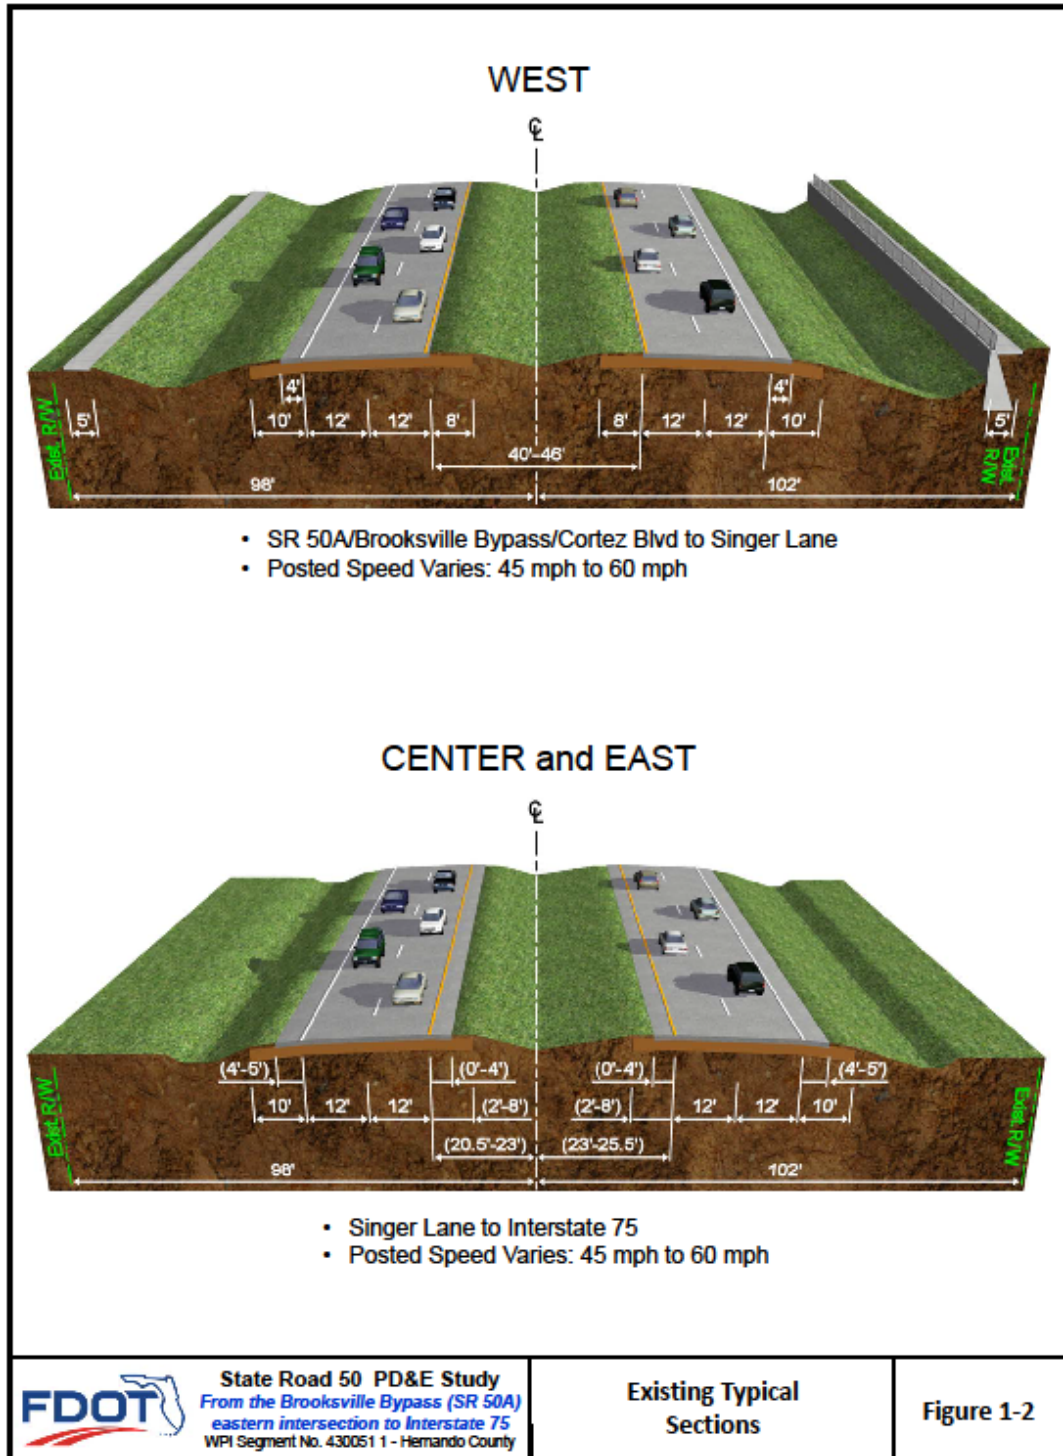 WEST
℄
4'
4'
5'
10'
12'
12'
8'
8'
12'
12'
10'
5'
Exist. R/W
40'-46'
Exist.
R/W
98'
102'
• SR 50A/Brooksville Bypass/Cortez Blvd to Singer Lane
• Posted Speed Varies: 45 mph to 60 mph
CENTER and EAST
℄
(4'-5')
(0'-4')
(0'-4')
(4'-5')
10'
12'
12'
(2'-8')
(2'-8')
12'
12'
10'
Exist. R/W
(20.5'-23')
(23'-25.5')
Exist. R/W
98'
102'
• Singer Lane to Interstate 75
• Posted Speed Varies: 45 mph to 60 mph
FDOT
State Road 50 PD&E Study
From the Brooksville Bypass (SR 50A)
eastern intersection to Interstate 75
WPI Segment No. 430051 1 - Hernando County
Existing Typical
Sections
Figure 1-2